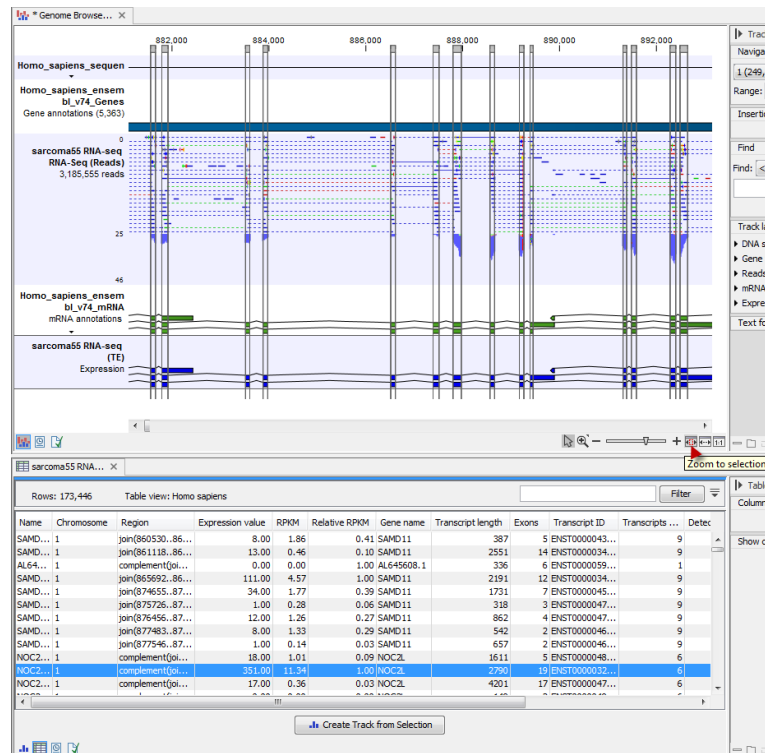 * Genome Browse...
882,000 884,000 886,000 888,000 890,000 892,000
Homo_sapiens_sequen
Homo_sapiens_ensem
bl_v74_Genes
Gene annotations (5,363)
0
sarcoma55 RNA-seq
RNA-Seq (Reads)
3,185,555 reads
25
46
Homo_sapiens_ensem
bl_v74_mRNA
mRNA annotations
sarcoma55 RNA-seq
(TE)
Expression
Trac
Naviga
1 (249,
Range:
Inserti
Find
Find: <
Track la
DNA s
Gene
Reads
mRNA
Expre
Text fo
1:1
Zoom to selection
sarcoma55 RNA...
Rows: 173,446 Table view: Homo sapiens Filter
Name Chromosome Region Expression value RPKM Relative RPKM Gene name Transcript length Exons Transcript ID Transcripts ... Detec
SAMD... 1 join(860530..86... 8.00 1.86 0.41 SAMD11 387 5 ENST0000043... 9
SAMD... 1 join(861118..86... 13.00 0.46 0.10 SAMD11 2551 14 ENST0000034... 9
AL64... 1 complement(joi... 0.00 0.00 1.00 AL645608.1 336 6 ENST0000059... 1
SAMD... 1 join(865692..86... 111.00 4.57 1.00 SAMD11 2191 12 ENST0000034... 9
SAMD... 1 join(874655..87... 34.00 1.77 0.39 SAMD11 1731 7 ENST0000045... 9
SAMD... 1 join(875726..87... 1.00 0.28 0.06 SAMD11 318 3 ENST0000047... 9
SAMD... 1 join(876456..87... 12.00 1.26 0.27 SAMD11 862 4 ENST0000047... 9
SAMD... 1 join(877483..87... 8.00 1.33 0.29 SAMD11 542 2 ENST0000046... 9
SAMD... 1 join(877546..87... 1.00 0.14 0.03 SAMD11 657 2 ENST0000046... 9
NOC2... 1 complement(joi... 18.00 1.01 0.09 NOC2L 1611 5 ENST0000048... 6
NOC2... 1 complement(joi... 351.00 11.34 1.00 NOC2L 2790 19 ENST0000032... 6
NOC2... 1 complement(joi... 17.00 0.36 0.03 NOC2L 4201 17 ENST0000047... 6
Create Track from Selection
Table
Column
Show c